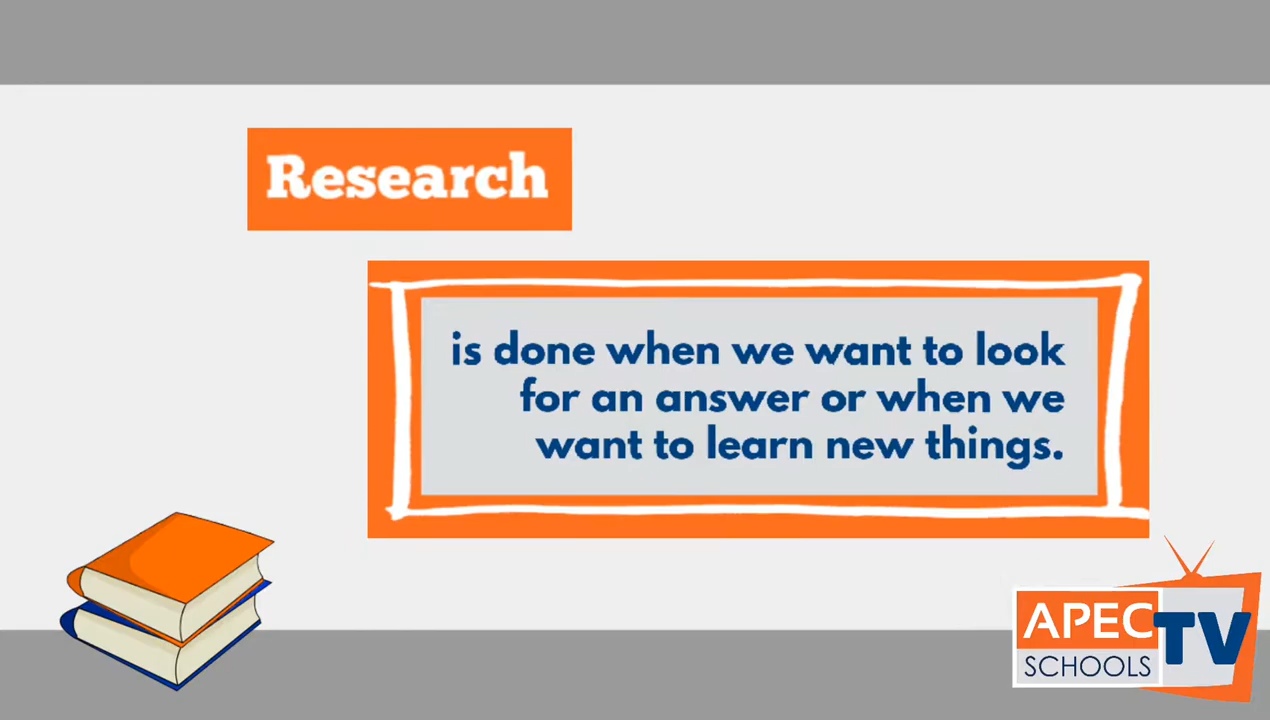 Research
is done when we want to look
for an answer or when we
want to learn new things.
APEC
SCHOOLS
TV